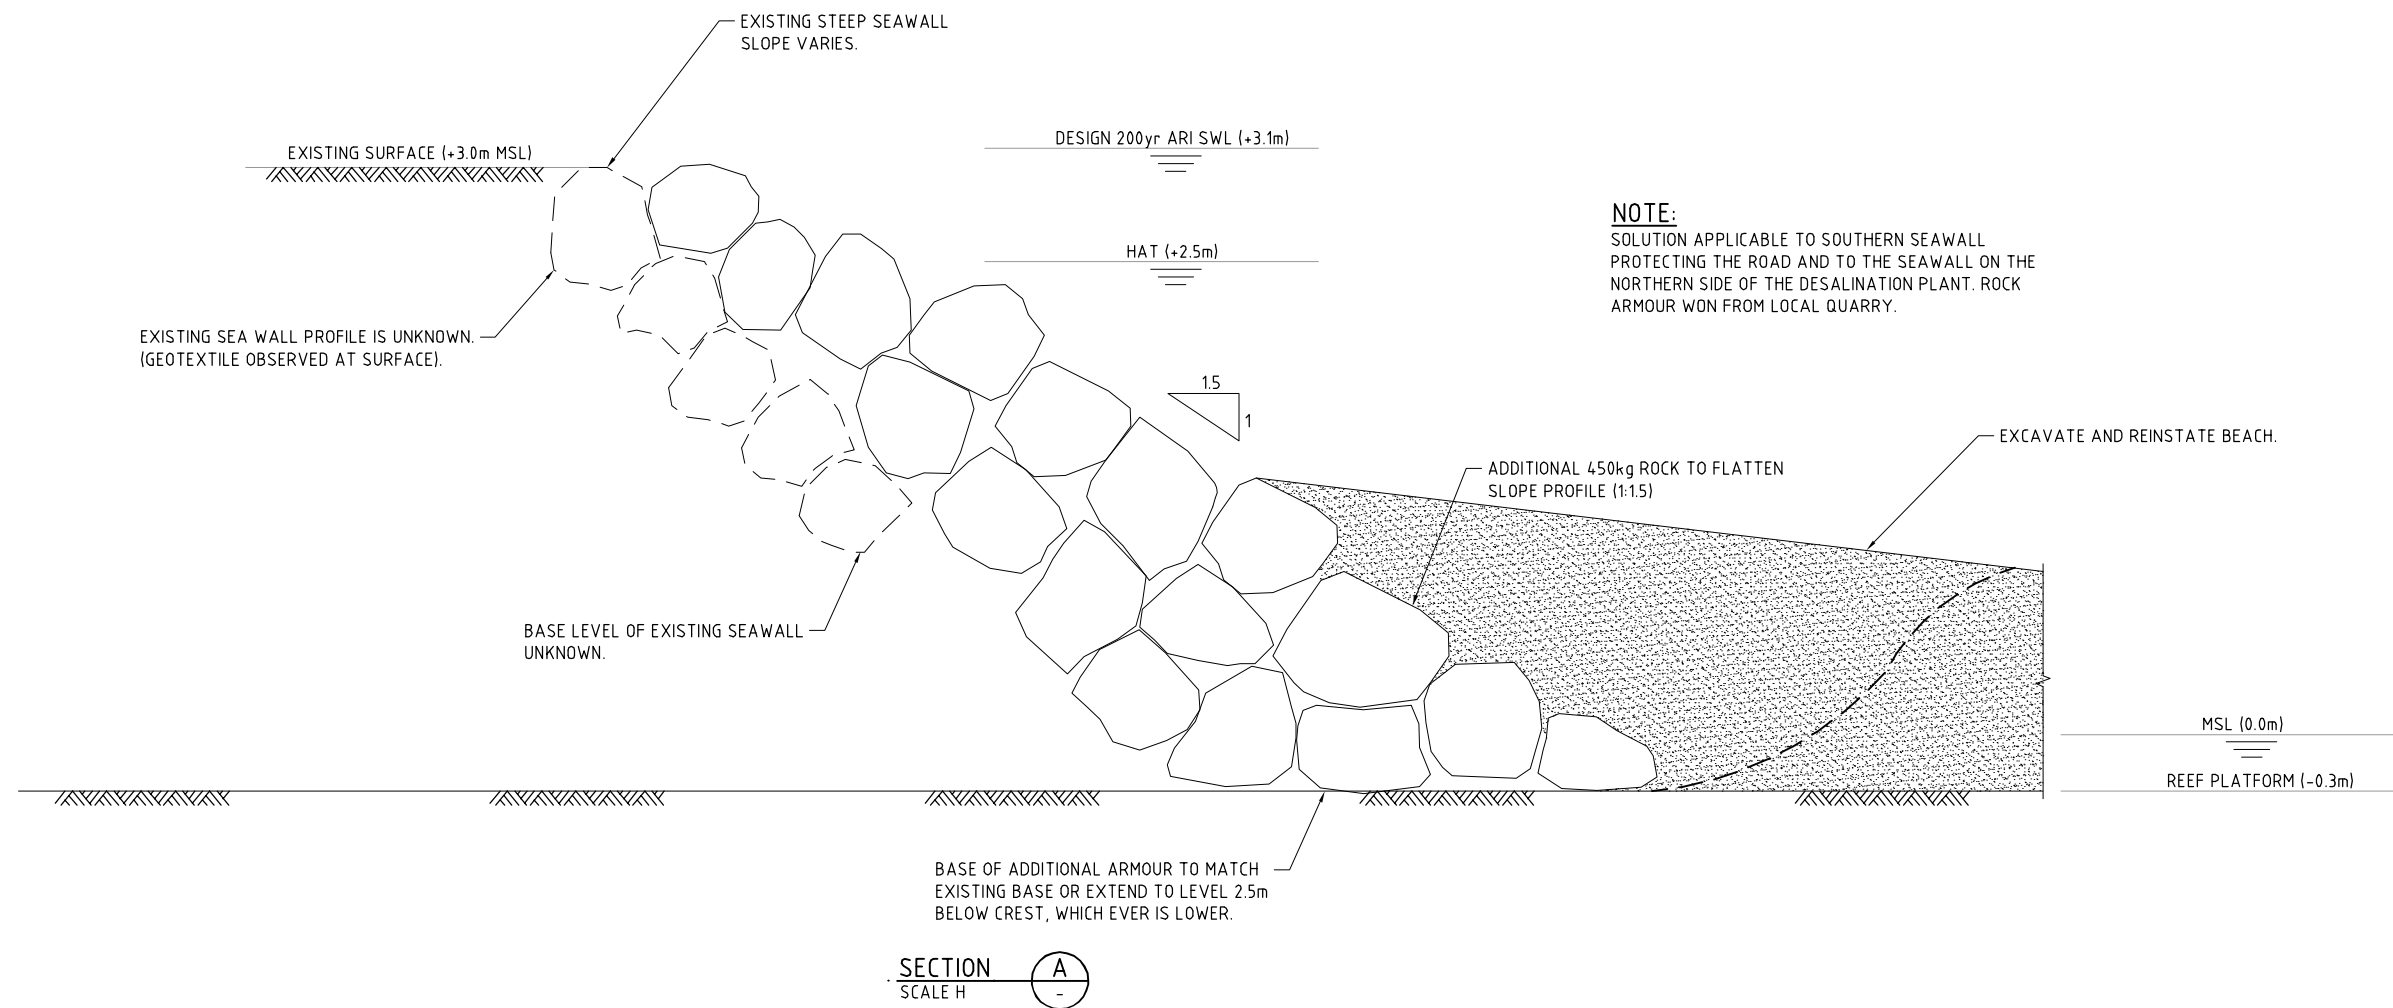 EXISTING STEEP SEAWALL
SLOPE VARIES.
DESIGN 200yr ARI SWL (+3.1m)
EXISTING SURFACE (+3.0m MSL)
HAT (+2.5m)
NOTE:
SOLUTION APPLICABLE TO SOUTHERN SEAWALL
PROTECTING THE ROAD AND TO THE SEAWALL ON THE
NORTHERN SIDE OF THE DESALINATION PLANT. ROCK
ARMOUR WON FROM LOCAL QUARRY.
EXISTING SEA WALL PROFILE IS UNKNOWN.
(GEOTEXTILE OBSERVED AT SURFACE).
1.5
1
EXCAVATE AND REINSTATE BEACH.
ADDITIONAL 450kg ROCK TO FLATTEN
SLOPE PROFILE (1:1.5)
BASE LEVEL OF EXISTING SEAWALL
UNKNOWN.
MSL (0.0m)
REEF PLATFORM (-0.3m)
BASE OF ADDITIONAL ARMOUR TO MATCH
EXISTING BASE OR EXTEND TO LEVEL 2.5m
BELOW CREST, WHICH EVER IS LOWER.
SECTION A
SCALE H -